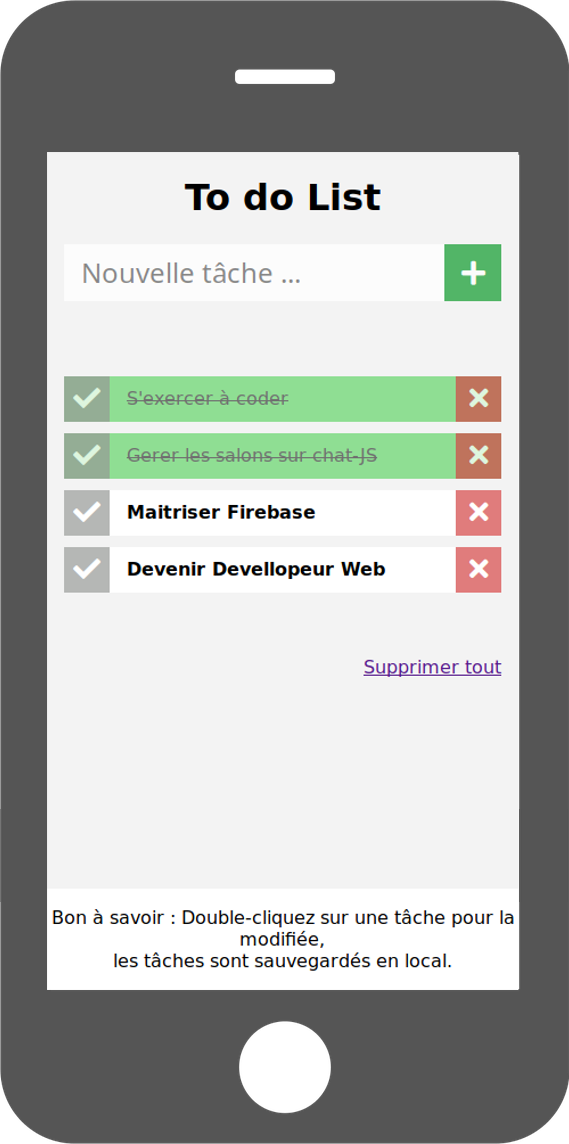 To do List
Nouvelle tâche ...
S'exercer à coder
Gerer les salons sur chat-JS
Maitriser Firebase
Devenir Devellopeur Web
Supprimer tout
Bon à savoir : Double-cliquez sur une tâche pour la
modifiée,
les tâches sont sauvegardés en local.